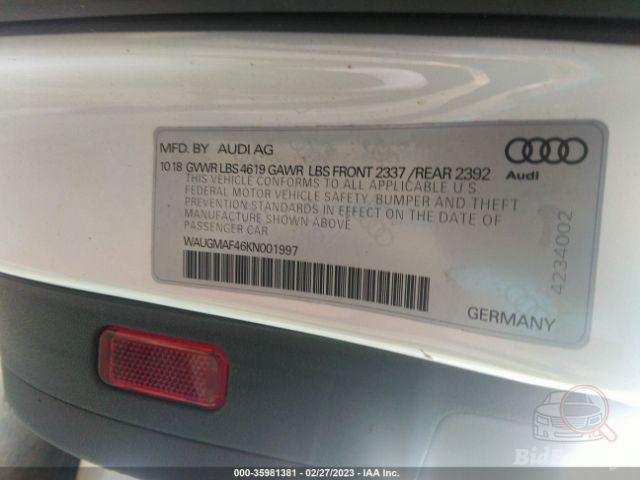 MFD. BY AUDI AG
10 18 GVWR LBS 4619 GAWR LBS FRONT 2337 /REAR 2392
THIS VEHICLE CONFORMS TO ALL APPLICABLE U S
FEDERAL MOTOR VEHICLE SAFETY, BUMPER AND THEFT
PREVENTION STANDARDS IN EFFECT ON THE DATE OF
MANUFACTURE SHOWN ABOVE
PASSENGER CAR
WAUGMAF46KN001997
Audi
4234002
GERMANY
000-35981381 - 02/27/2023 - IAA Inc.